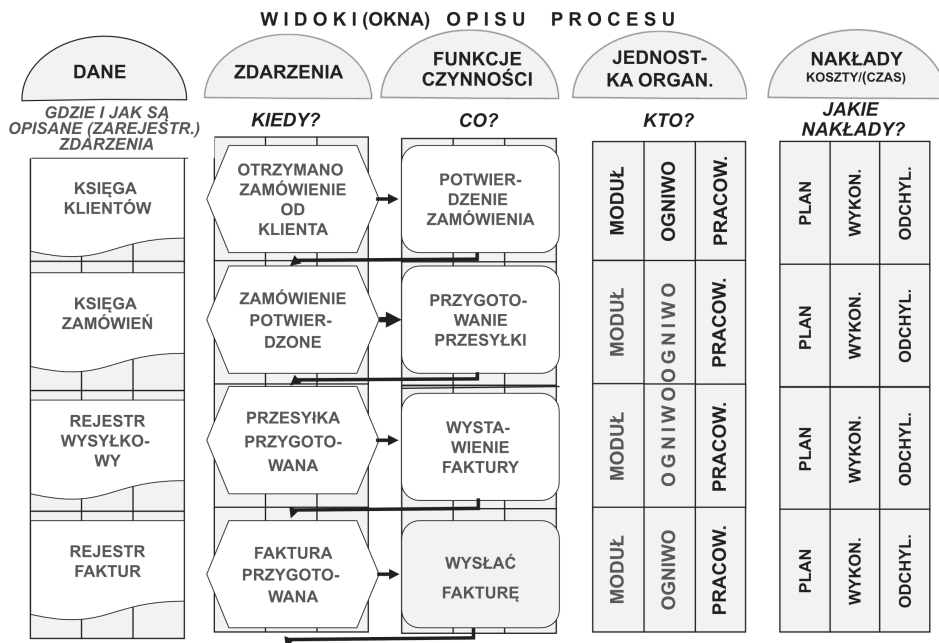 WIDOKI (OKNA) OPISU PROCESU
DANE
ZDARZENIA
FUNKCJE
CZYNNOŚCI
JEDNOST-
KA ORGAN.
NAKŁADY
KOSZTY/(CZAS)
GDZIE I JAK SĄ
OPISANE (ZAREJESTR.)
ZDARZENIA
KIEDY?
CO?
KTO?
JAKIE
NAKŁADY?
KSIĘGA
KLIENTÓW
OTRZYMANO
ZAMÓWIENIE
OD
KLIENTA
POTWIER-
DZENIE
ZAMÓWIENIA
MODUŁ
OGNIWO
PRACOW.
PLAN
WYKON.
ODCHYL.
KSIĘGA
ZAMÓWIEŃ
ZAMÓWIENIE
POTWIER-
DZONE
PRZYGOTO-
WANIE
PRZESYŁKI
MODUŁ
OGNIWO
PRACOW.
PLAN
WYKON.
ODCHYL.
REJESTR
WYSYŁKO-
WY
PRZESYŁKA
PRZYGOTO-
WANA
WYSTA-
WIENIE
FAKTURY
MODUŁ
OGNIWO
PRACOW.
PLAN
WYKON.
ODCHYL.
REJESTR
FAKTUR
FAKTURA
PRZYGOTO-
WANA
WYSŁAĆ
FAKTURĘ
MODUŁ
OGNIWO
PRACOW.
PLAN
WYKON.
ODCHYL.